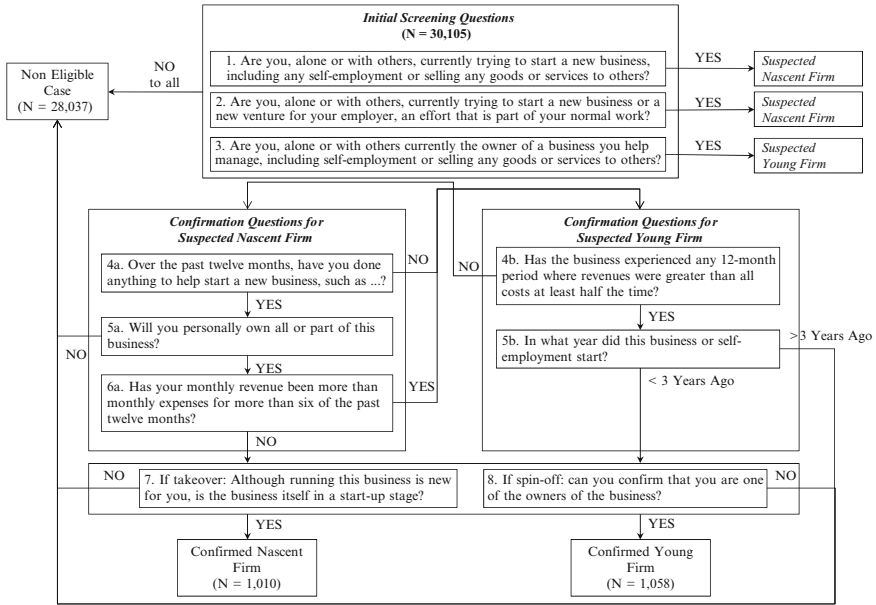 Initial Screening Questions
(N = 30,105)
1. Are you, alone or with others, currently trying to start a new business,
including any self-employment or selling any goods or services to others?
YES
Suspected
Nascent Firm
NO
to all
Non Eligible
Case
(N = 28,037)
2. Are you, alone or with others, currently trying to start a new business or a
new venture for your employer, an effort that is part of your normal work?
YES
Suspected
Nascent Firm
3. Are you, alone or with others currently the owner of a business you help
manage, including self-employment or selling any goods or services to others?
YES
Suspected
Young Firm
Confirmation Questions for
Suspected Nascent Firm
4a. Over the past twelve months, have you done
anything to help start a new business, such as ...?
NO
YES
5a. Will you personally own all or part of this
business?
NO
YES
6a. Has your monthly revenue been more than
monthly expenses for more than six of the past
twelve months?
YES
NO
Confirmation Questions for
Suspected Young Firm
4b. Has the business experienced any 12-month
period where revenues were greater than all
costs at least half the time?
NO
YES
5b. In what year did this business or self-
employment start?
>3 Years Ago
< 3 Years Ago
NO
7. If takeover: Although running this business is new
for you, is the business itself in a start-up stage?
8. If spin-off: can you confirm that you are one
of the owners of the business?
NO
YES
YES
Confirmed Nascent
Firm
(N = 1,010)
Confirmed Young
Firm
(N = 1,058)